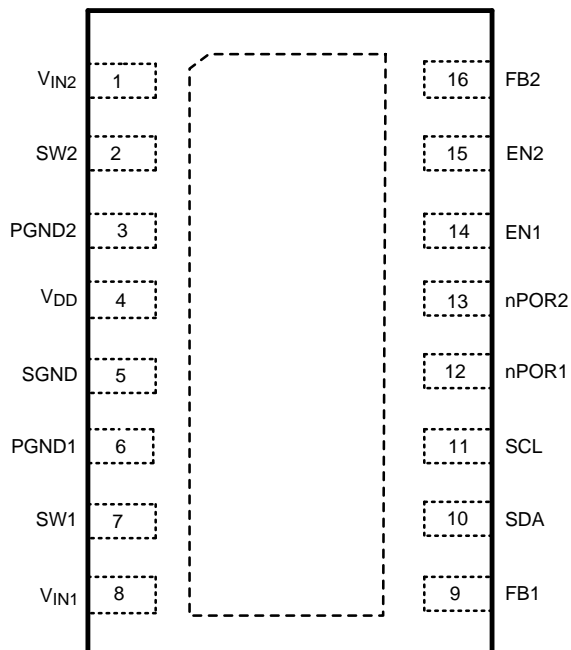 VIN2 1 16 FB2
SW2 2 15 EN2
PGND2 3 14 EN1
VDD 4 13 nPOR2
SGND 5 12 nPOR1
PGND1 6 11 SCL
SW1 7 10 SDA
VIN1 8 9 FB1